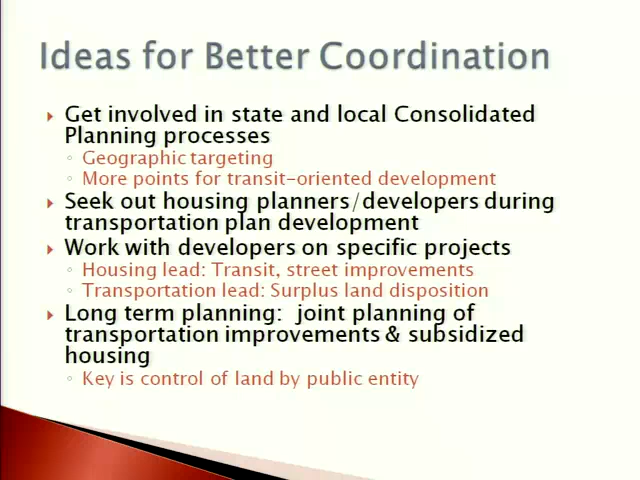 Ideas for Better Coordination
Get involved in state and local Consolidated
Planning processes
Geographic targeting
More points for transit-oriented development
Seek out housing planners/developers during
transportation plan development
Work with developers on specific projects
Housing lead: Transit, street improvements
Transportation lead: Surplus land disposition
Long term planning:  joint planning of
transportation improvements & subsidized
housing
Key is control of land by public entity